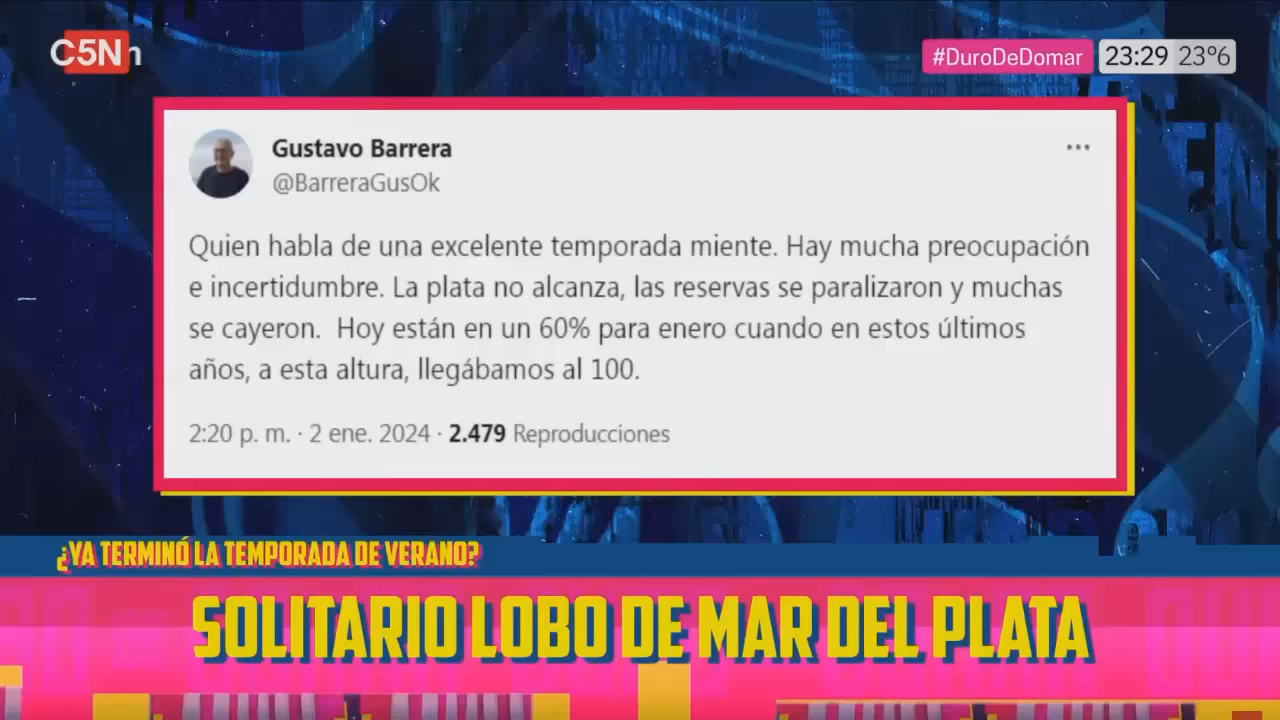 C5N
#DuroDeDomar
23:29 23°6
Gustavo Barrera
@BarreraGusOk
Quien habla de una excelente temporada miente. Hay mucha preocupación
e incertidumbre. La plata no alcanza, las reservas se paralizaron y muchas
se cayeron. Hoy están en un 60% para enero cuando en estos últimos
años, a esta altura, llegábamos al 100.
2:20 p. m. · 2 ene. 2024 · 2.479 Reproducciones
¿YA TERMINÓ LA TEMPORADA DE VERANO?
SOLITARIO LOBO DE MAR DEL PLATA